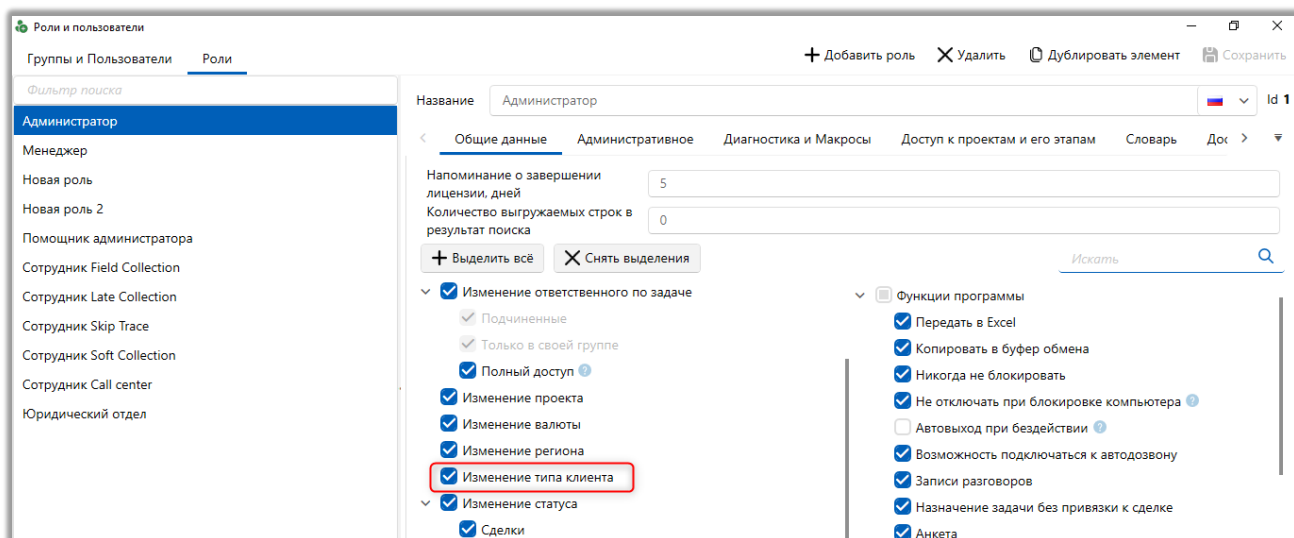 Роли и пользователи
Группы и Пользователи Роли
Добавить роль Удалить Дублировать элемент Сохранить
Фильтр поиска
Администратор
Менеджер
Новая роль
Новая роль 2
Помощник администратора
Сотрудник Field Collection
Сотрудник Late Collection
Сотрудник Skip Trace
Сотрудник Soft Collection
Сотрудник Call center
Юридический отдел
Название Администратор Id 1
Общие данные Административное Диагностика и Макросы Доступ к проектам и его этапам Словарь Дос
Напоминание о завершении
лицензии, дней
5
Количество выгружаемых строк в
результат поиска
0
Выделить всё Снять выделения Искать
Изменение ответственного по задаче
Подчиненные
Только в своей группе
Полный доступ ?
Изменение проекта
Изменение валюты
Изменение региона
Изменение типа клиента
Изменение статуса
Сделки
Функции программы
Передать в Excel
Копировать в буфер обмена
Никогда не блокировать
Не отключать при блокировке компьютера ?
Автовыход при бездействии ?
Возможность подключаться к автодозвону
Записи разговоров
Назначение задачи без привязки к сделке
Анкета